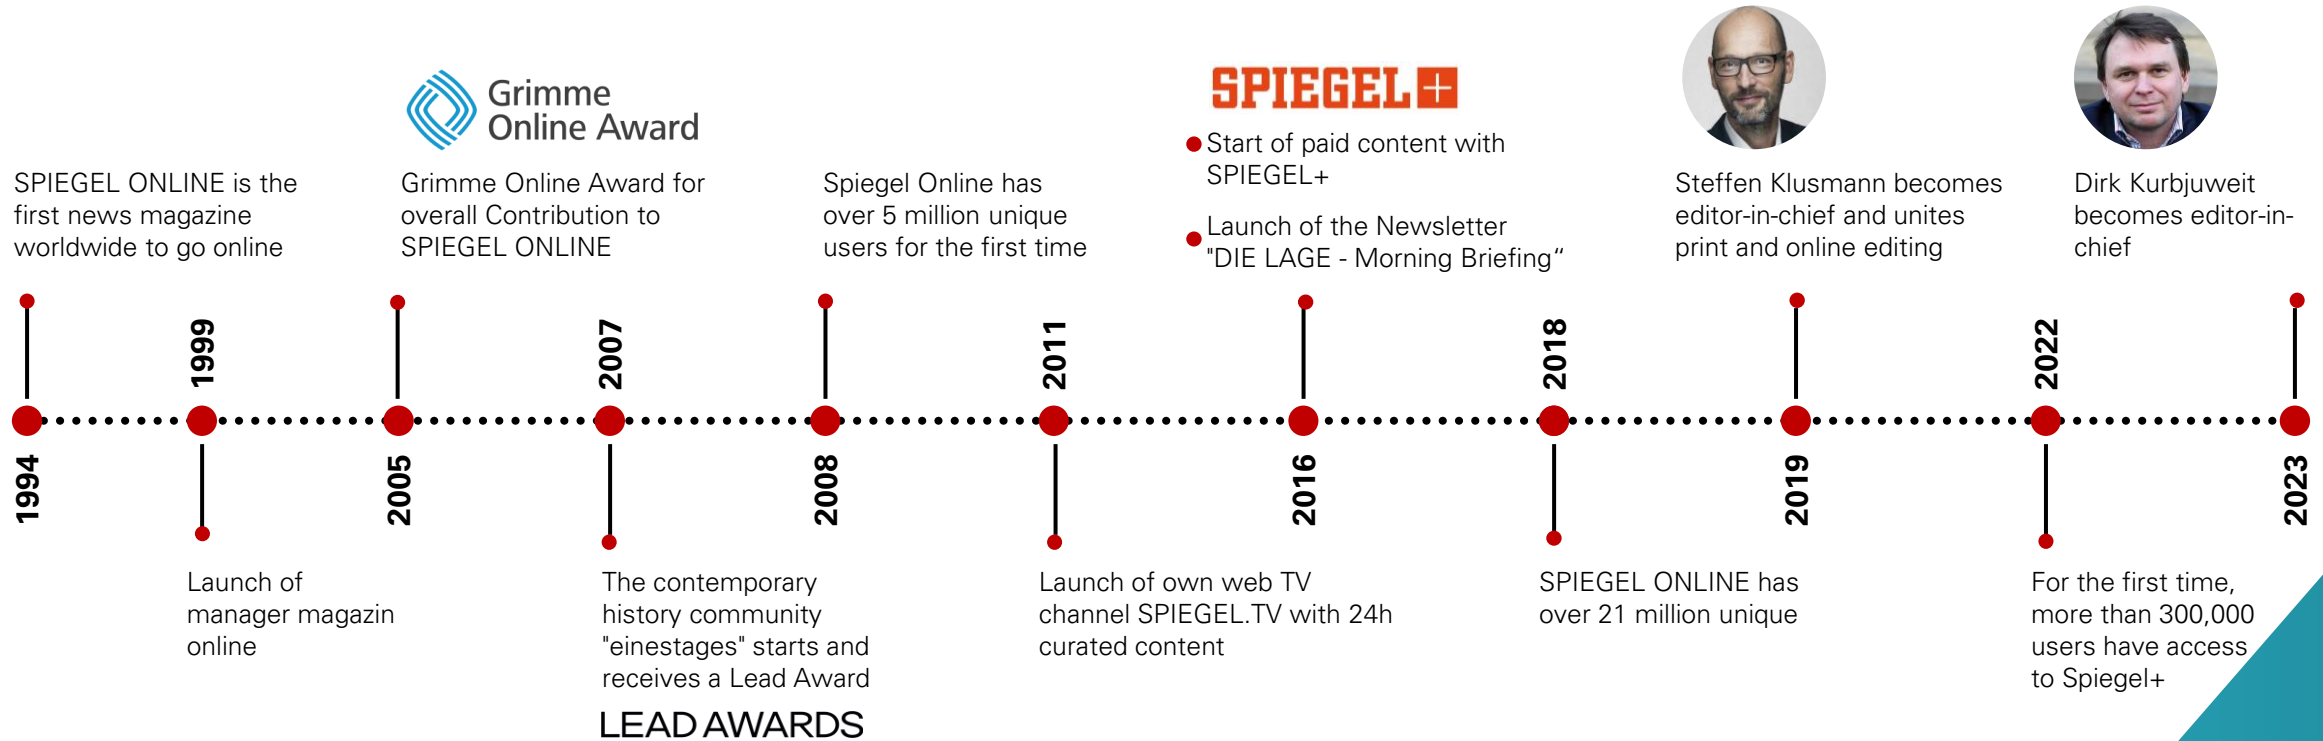 Grimme
Online Award
SPIEGEL+
Start of paid content with
SPIEGEL+
Launch of the Newsletter
"DIE LAGE - Morning Briefing“
SPIEGEL ONLINE is the
first news magazine
worldwide to go online
Grimme Online Award for
overall Contribution to
SPIEGEL ONLINE
Spiegel Online has
over 5 million unique
users for the first time
Steffen Klusmann becomes
editor-in-chief and unites
print and online editing
Dirk Kurbjuweit
becomes editor-in-
chief
1994
1999
2005
2007
2008
2011
2016
2018
2019
2022
2023
Launch of
manager magazin
online
The contemporary
history community
"einestages" starts and
receives a Lead Award
LEAD AWARDS
Launch of own web TV
channel SPIEGEL.TV with 24h
curated content
SPIEGEL ONLINE has
over 21 million unique
For the first time,
more than 300,000
users have access
to Spiegel+